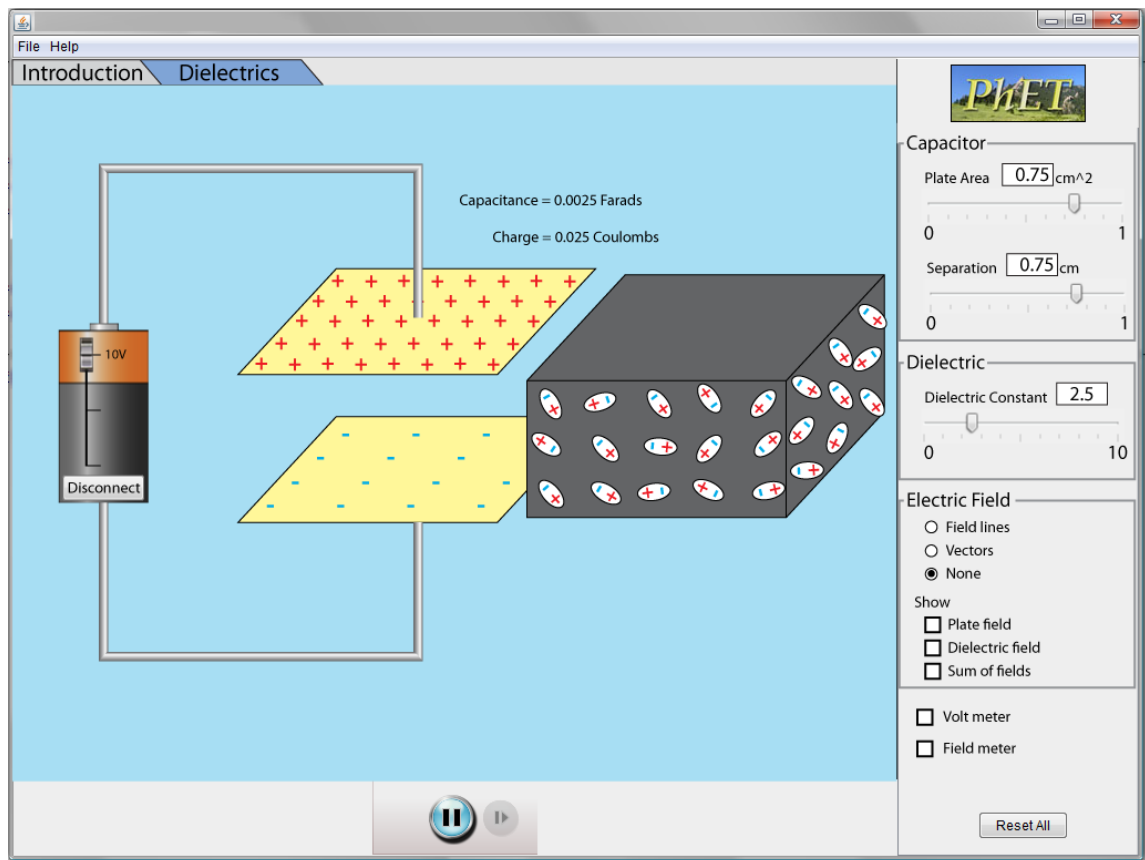 File Help
Introduction Dielectrics
PhET
Capacitor
Plate Area 0.75 cm^2
0 1
Separation 0.75 cm
0 1
Dielectric
Dielectric Constant 2.5
0 10
Electric Field
Field lines
Vectors
None
Show
Plate field
Dielectric field
Sum of fields
Volt meter
Field meter
Reset All
Capacitance = 0.0025 Farads
Charge = 0.025 Coulombs
10V
Disconnect